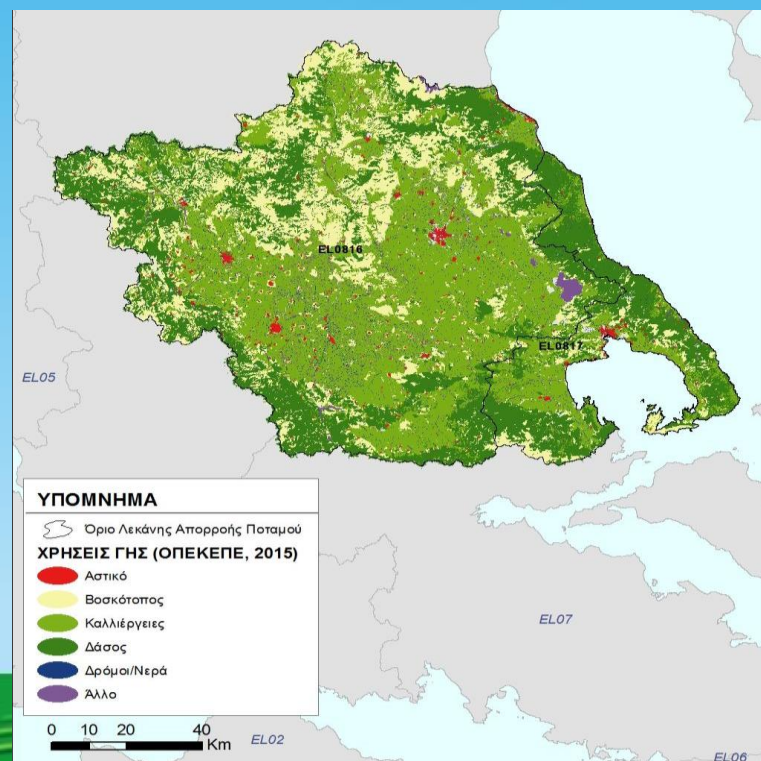 EL0816
EL0817
EL05
ΥΠΟΜΝΗΜΑ
Όριο Λεκάνης Απορροής Ποταμού
ΧΡΗΣΕΙΣ ΓΗΣ (ΟΠΕΚΕΠΕ, 2015)
Αστικό
Βοσκότοπος
Καλλιέργειες
Δάσος
Δρόμοι/Νερά
Άλλο
EL07
0 10 20 40
Km
EL02
EL06